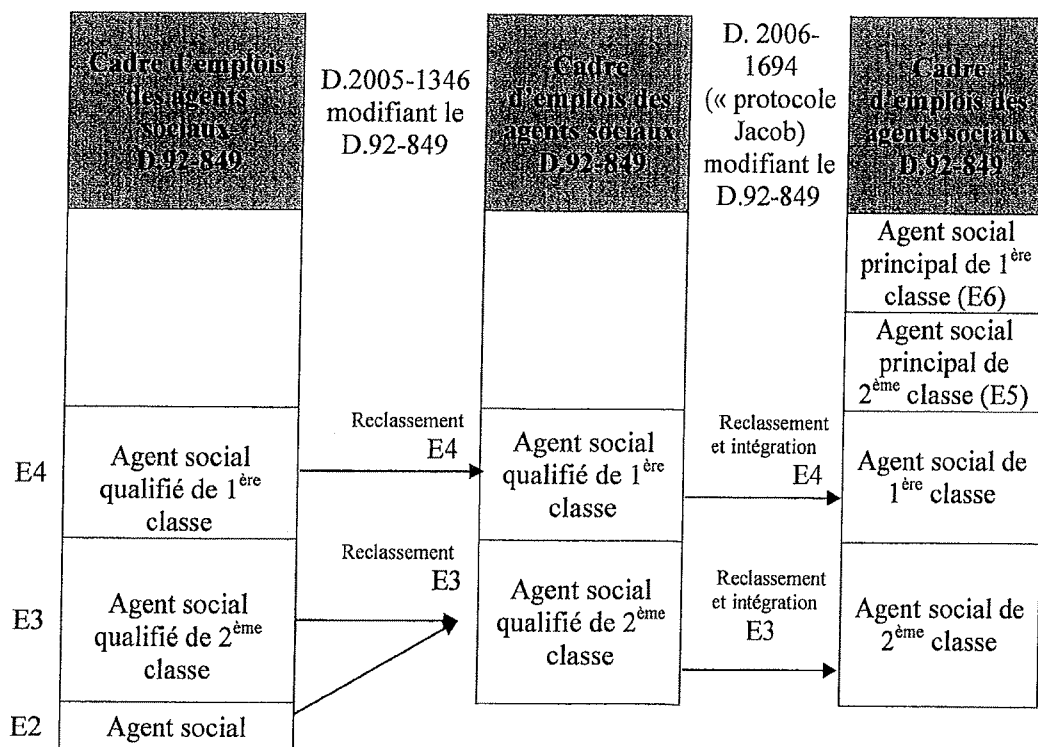 Cadre d'emplois
des agents
sociaux
D.92-849
D.2005-1346
modifiant le
D.92-849
Cadre
d'emplois des
agents sociaux
D.92-849
D. 2006-
1694
(« protocole
Jacob)
modifiant le
D.92-849
Cadre
d'emplois des
agents sociaux
D.92-849
Agent social
principal de 1ère
classe (E6)
Agent social
principal de
2ème classe (E5)
E4
Agent social
qualifié de 1ère
classe
Reclassement
E4
Agent social
qualifié de 1ère
classe
Reclassement
et intégration
E4
Agent social de
1ère classe
E3
Agent social
qualifié de 2ème
classe
Reclassement
E3
Agent social
qualifié de 2ème
classe
Reclassement
et intégration
E3
Agent social de
2ème classe
E2
Agent social